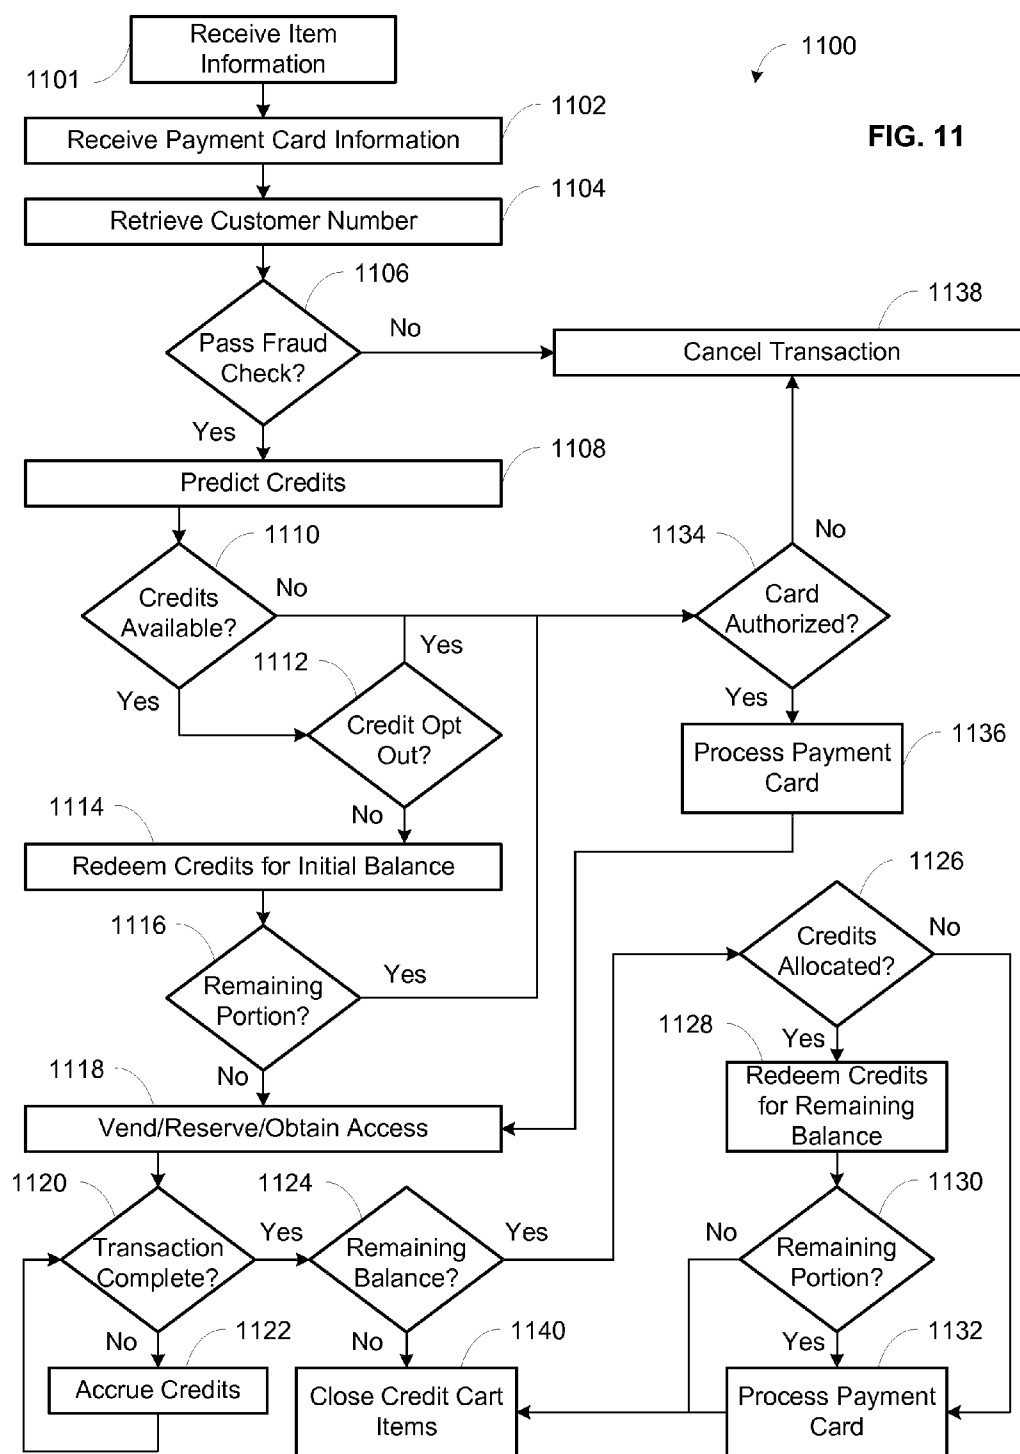 Receive Item
Information
1101
1100
1102
Receive Payment Card Information
FIG. 11
1104
Retrieve Customer Number
1106
1138
Pass Fraud
Check?
No
Cancel Transaction
Yes
1108
Predict Credits
1110
1134
No
Credits
Available?
No
Card
Authorized?
1112
Yes
Yes
Yes
Credit Opt
Out?
1136
Process Payment
Card
1114
No
Redeem Credits for Initial Balance
1126
1116
Credits
Allocated?
No
Remaining
Portion?
Yes
1128
Yes
1118
No
Redeem Credits
for Remaining
Balance
Vend/Reserve/Obtain Access
1120
1124
1130
Transaction
Complete?
Yes
Remaining
Balance?
Yes
No
Remaining
Portion?
No
1122
No
1140
Yes
1132
Accrue Credits
Close Credit Cart
Items
Process Payment
Card